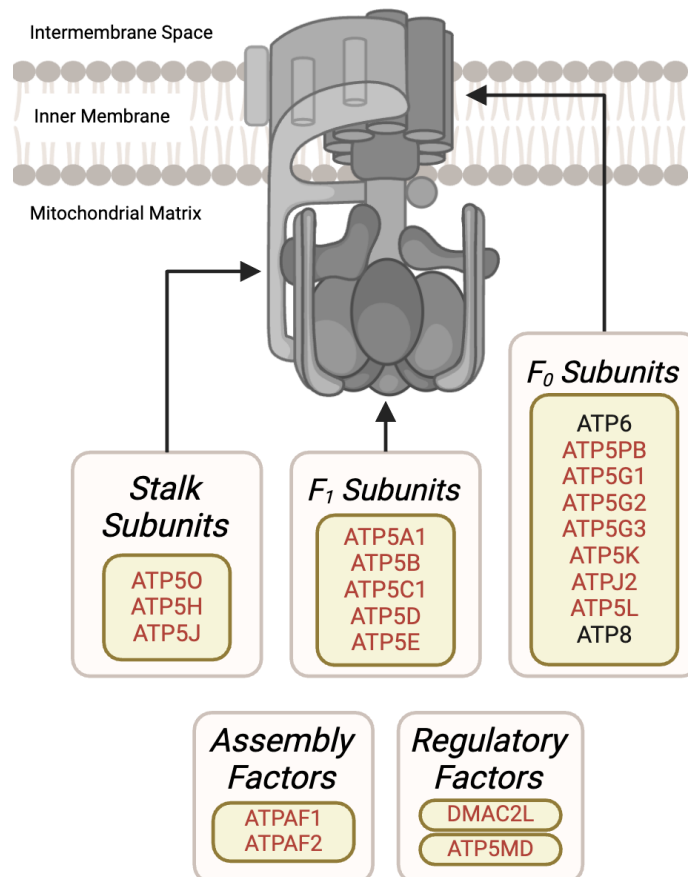 Intermembrane Space
Inner Membrane
Mitochondrial Matrix
F₀ Subunits
ATP6
ATP5PB
ATP5G1
ATP5G2
ATP5G3
ATP5K
ATPJ2
ATP5L
ATP8
Stalk
Subunits
ATP5O
ATP5H
ATP5J
F₁ Subunits
ATP5A1
ATP5B
ATP5C1
ATP5D
ATP5E
Assembly
Factors
ATPAF1
ATPAF2
Regulatory
Factors
DMAC2L
ATP5MD